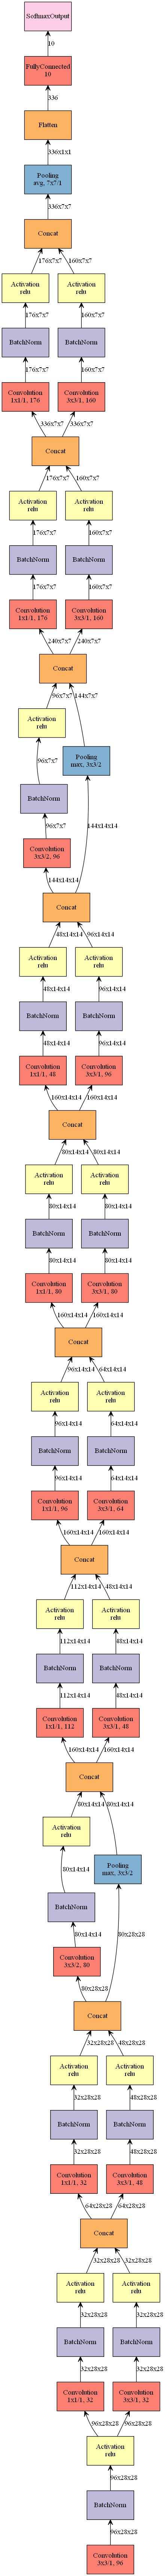 SoftmaxOutput
10
FullyConnected
10
336
Flatten
336x1x1
Pooling
avg, 7x7/1
336x7x7
Concat
176x7x7 160x7x7
Activation
relu
Activation
relu
176x7x7 160x7x7
BatchNorm BatchNorm
176x7x7 160x7x7
Convolution
1x1/1, 176
Convolution
3x3/1, 160
336x7x7 336x7x7
Concat
176x7x7 160x7x7
Activation
relu
Activation
relu
176x7x7 160x7x7
BatchNorm BatchNorm
176x7x7 160x7x7
Convolution
1x1/1, 176
Convolution
3x3/1, 160
240x7x7 240x7x7
Concat
96x7x7 144x7x7
Activation
relu
Pooling
max, 3x3/2
96x7x7
BatchNorm
96x7x7 144x14x14
Convolution
3x3/2, 96
144x14x14
Concat
48x14x14 96x14x14
Activation
relu
Activation
relu
48x14x14 96x14x14
BatchNorm BatchNorm
48x14x14 96x14x14
Convolution
1x1/1, 48
Convolution
3x3/1, 96
160x14x14 160x14x14
Concat
80x14x14 80x14x14
Activation
relu
Activation
relu
80x14x14 80x14x14
BatchNorm BatchNorm
80x14x14 80x14x14
Convolution
1x1/1, 80
Convolution
3x3/1, 80
160x14x14 160x14x14
Concat
96x14x14 64x14x14
Activation
relu
Activation
relu
96x14x14 64x14x14
BatchNorm BatchNorm
96x14x14 64x14x14
Convolution
1x1/1, 96
Convolution
3x3/1, 64
160x14x14 160x14x14
Concat
112x14x14 48x14x14
Activation
relu
Activation
relu
112x14x14 48x14x14
BatchNorm BatchNorm
112x14x14 48x14x14
Convolution
1x1/1, 112
Convolution
3x3/1, 48
160x14x14 160x14x14
Concat
80x14x14 80x14x14
Activation
relu
Pooling
max, 3x3/2
80x14x14
BatchNorm
80x14x14 80x28x28
Convolution
3x3/2, 80
80x28x28
Concat
32x28x28 48x28x28
Activation
relu
Activation
relu
32x28x28 48x28x28
BatchNorm BatchNorm
32x28x28 48x28x28
Convolution
1x1/1, 32
Convolution
3x3/1, 48
64x28x28 64x28x28
Concat
32x28x28 32x28x28
Activation
relu
Activation
relu
32x28x28 32x28x28
BatchNorm BatchNorm
32x28x28 32x28x28
Convolution
1x1/1, 32
Convolution
3x3/1, 32
96x28x28 96x28x28
Activation
relu
96x28x28
BatchNorm
96x28x28
Convolution
3x3/1, 96